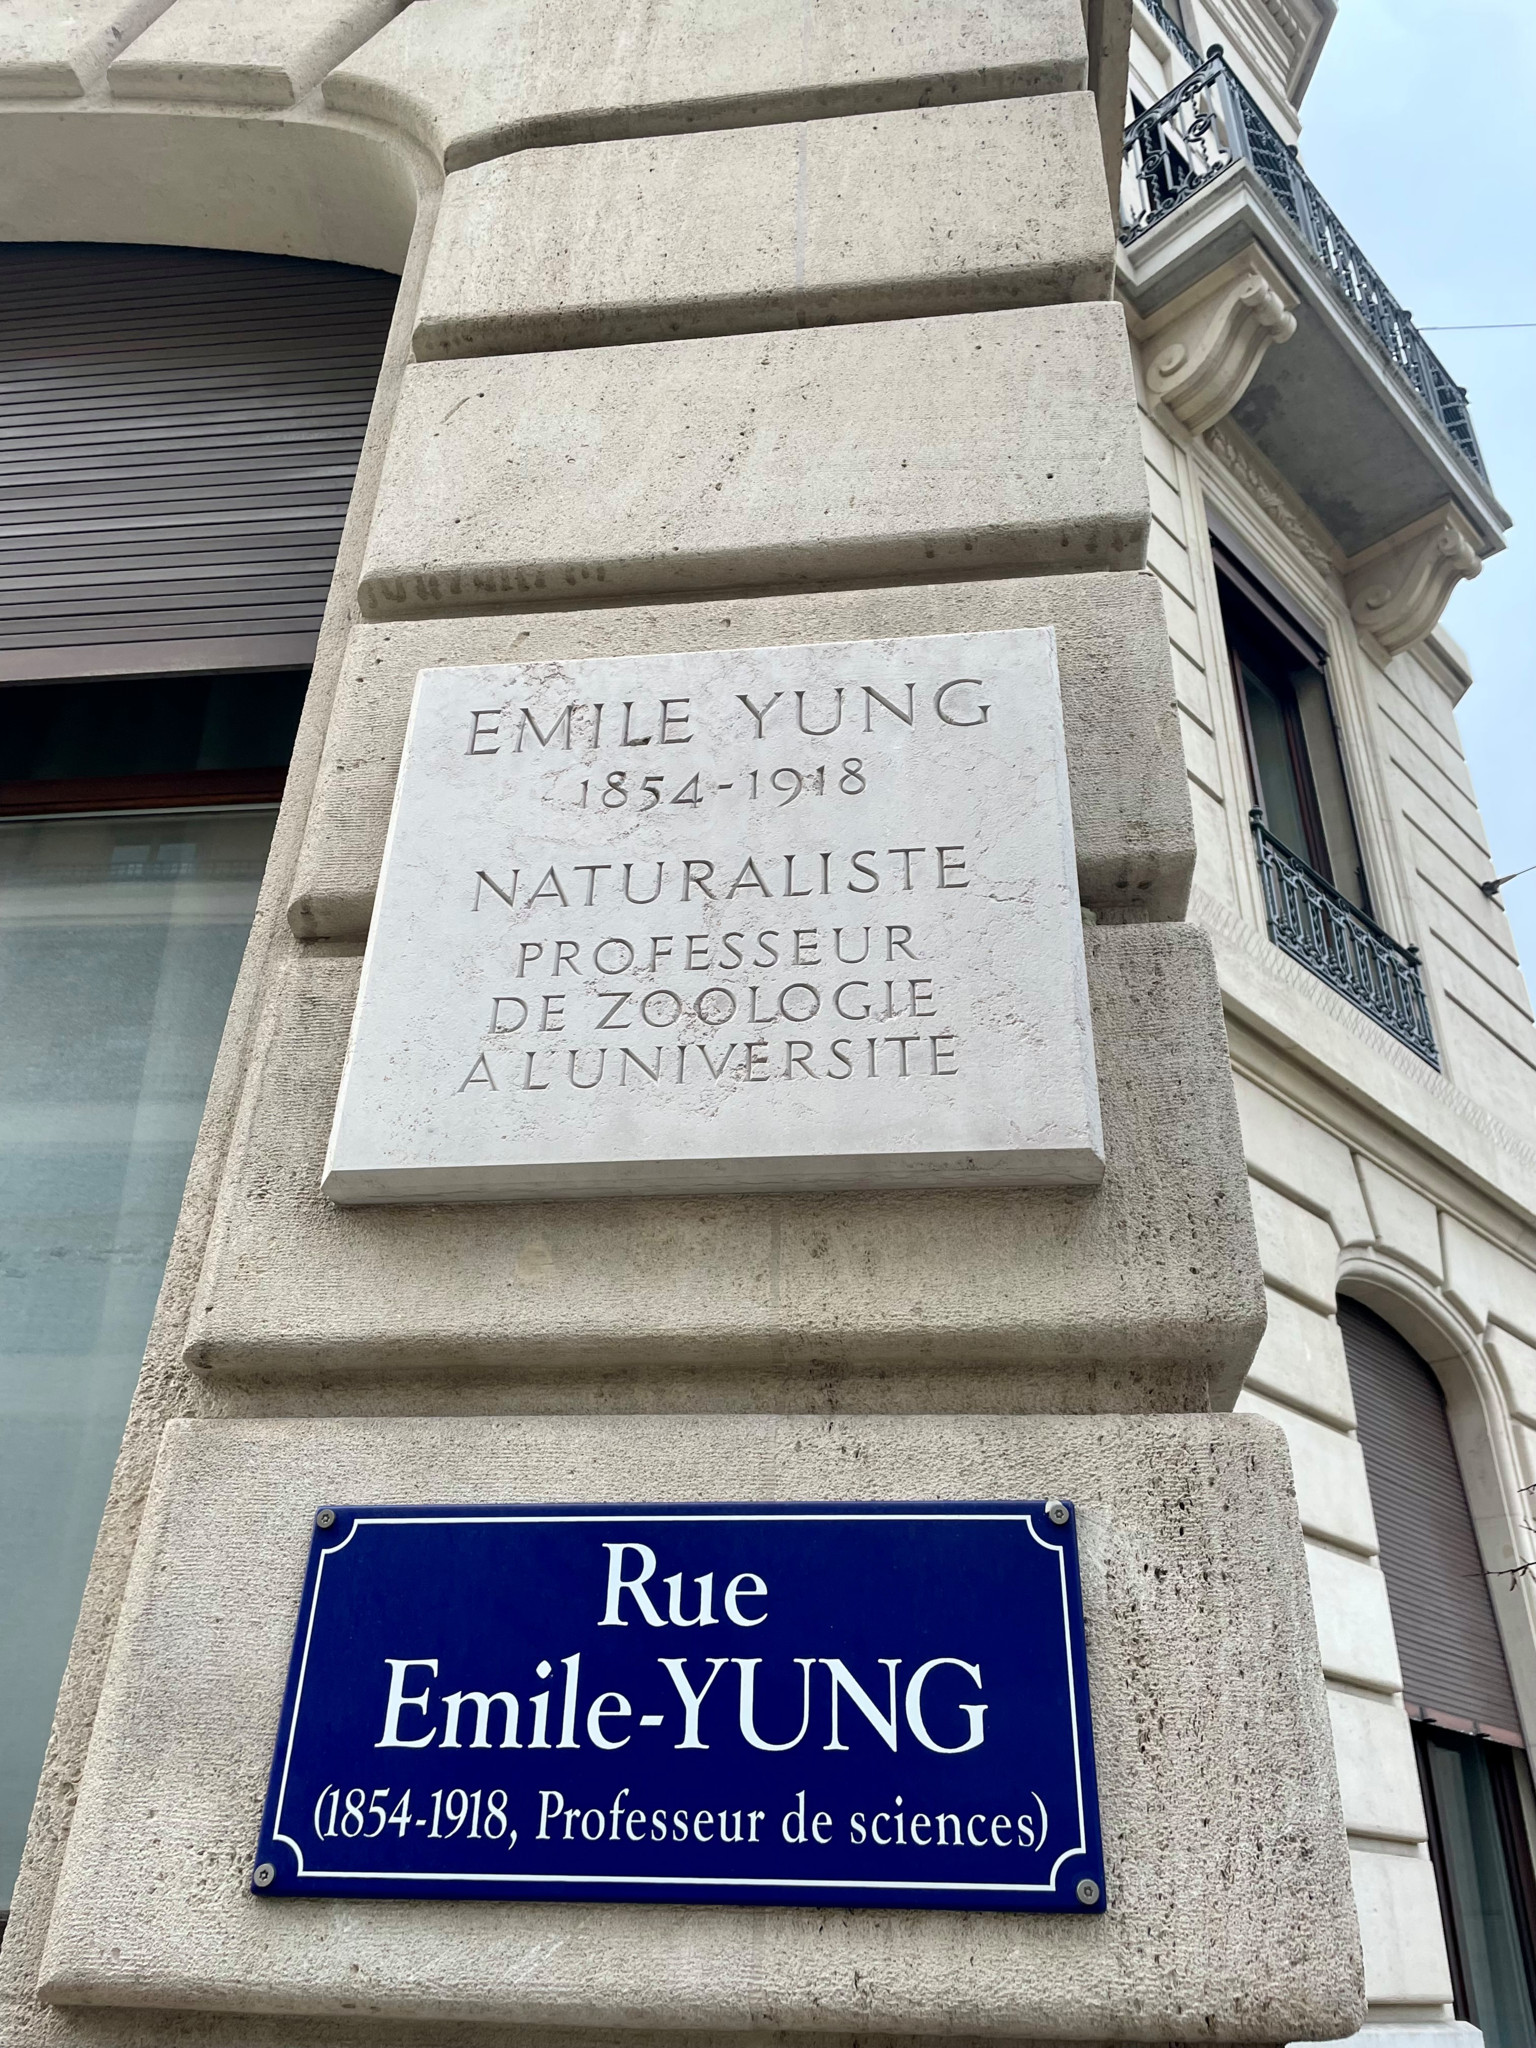 EMILE YUNG
1854-1918
NATURALISTE
PROFESSEUR
DE ZOOLOGIE
A L'UNIVERSITE
Rue
Emile-YUNG
(1854-1918, Professeur de sciences)